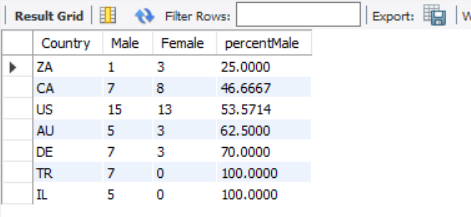 Result Grid Filter Rows: Export: W
Country Male Female percentMale
ZA 1 3 25.0000
CA 7 8 46.6667
US 15 13 53.5714
AU 5 3 62.5000
DE 7 3 70.0000
TR 7 0 100.0000
IL 5 0 100.0000